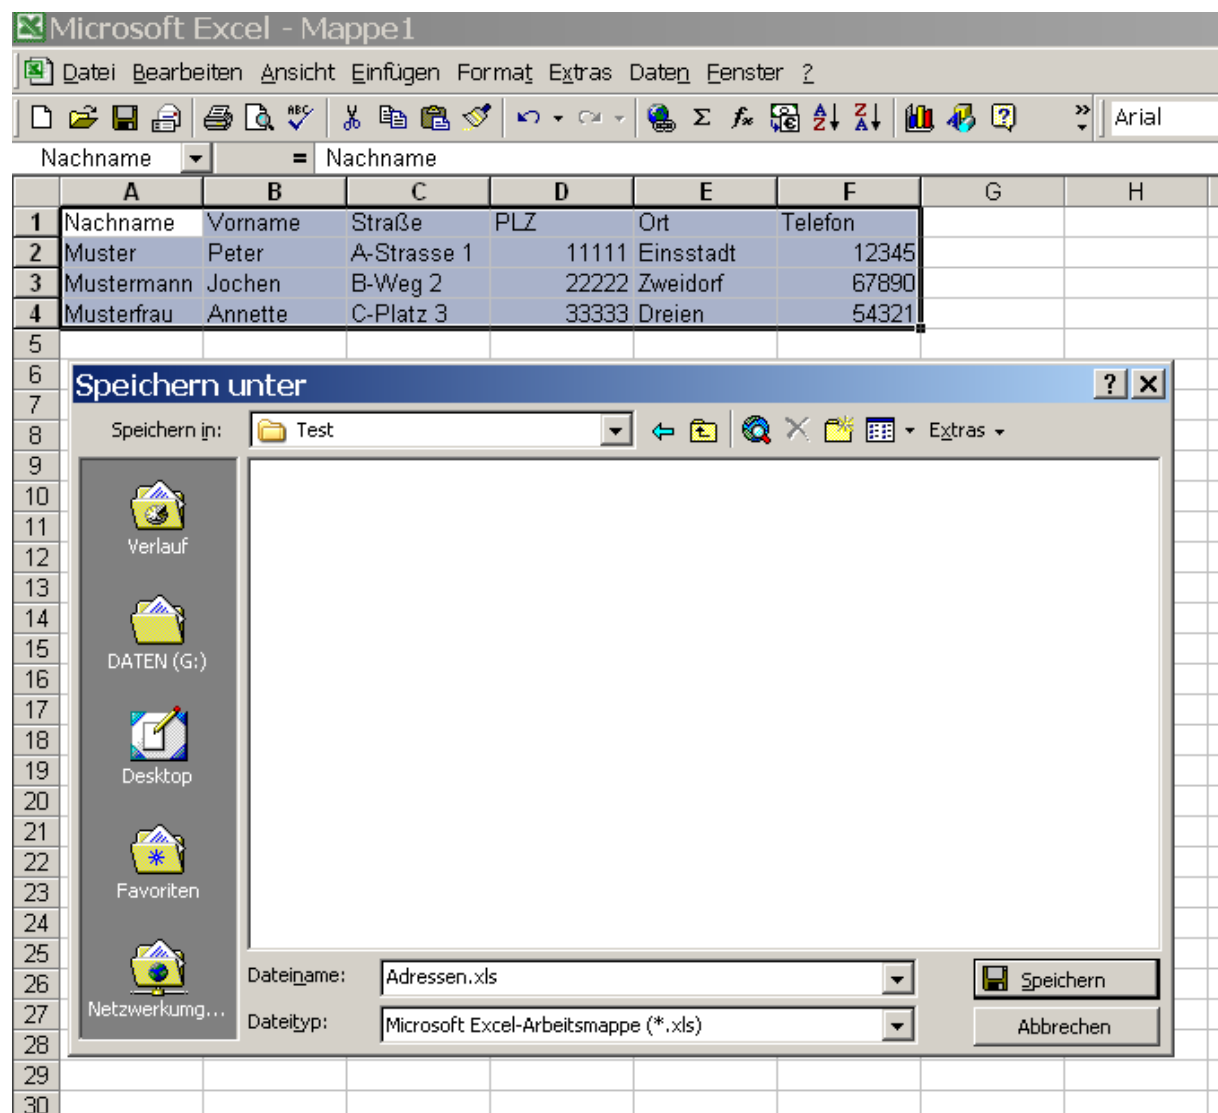 Microsoft Excel - Mappe1
Datei Bearbeiten Ansicht Einfügen Format Extras Daten Fenster ?
ABC Σ fx € A Z Z A ? » Arial
Nachname = Nachname
A B C D E F G H
1 Nachname Vorname Straße PLZ Ort Telefon
2 Muster Peter A-Strasse 1 11111 Einsstadt 12345
3 Mustermann Jochen B-Weg 2 22222 Zweidorf 67890
4 Musterfrau Annette C-Platz 3 33333 Dreien 54321
5
6
7
8
9
10
11
12
13
14
15
16
17
18
19
20
21
22
23
24
25
26
27
28
29
30
Speichern unter ?
Speichern in: Test Extras
Verlauf
DATEN (G:)
Desktop
Favoriten
Netzwerkumg...
Dateiname: Adressen.xls Speichern
Dateityp: Microsoft Excel-Arbeitsmappe (*.xls) Abbrechen